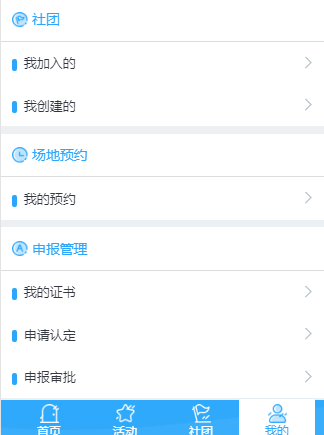 社团
我加入的
我创建的
场地预约
我的预约
申报管理
我的证书
申请认定
申报审批
首页 活动 社团 我的